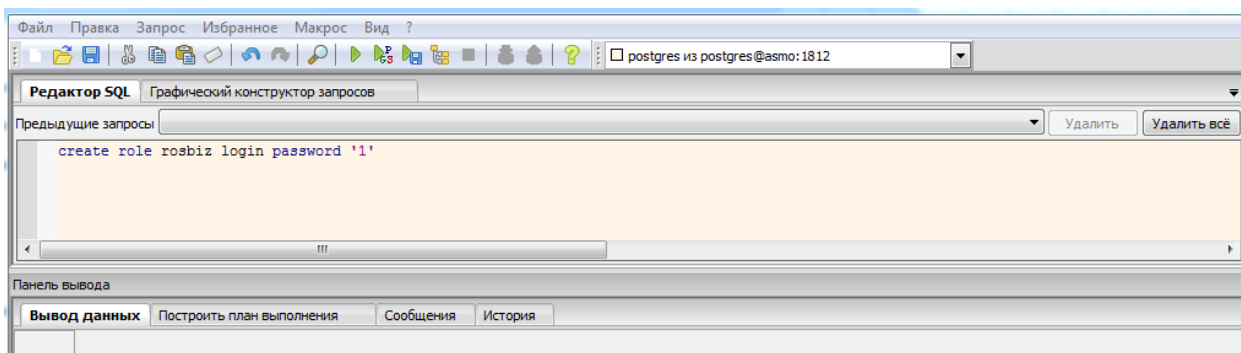 Файл Правка Запрос Избранное Макрос Вид ?
postgres из postgres@asmo:1812
Редактор SQL Графический конструктор запросов
Предыдущие запросы Удалить Удалить всё
create role rosbiz login password '1'
Панель вывода
Вывод данных Построить план выполнения Сообщения История